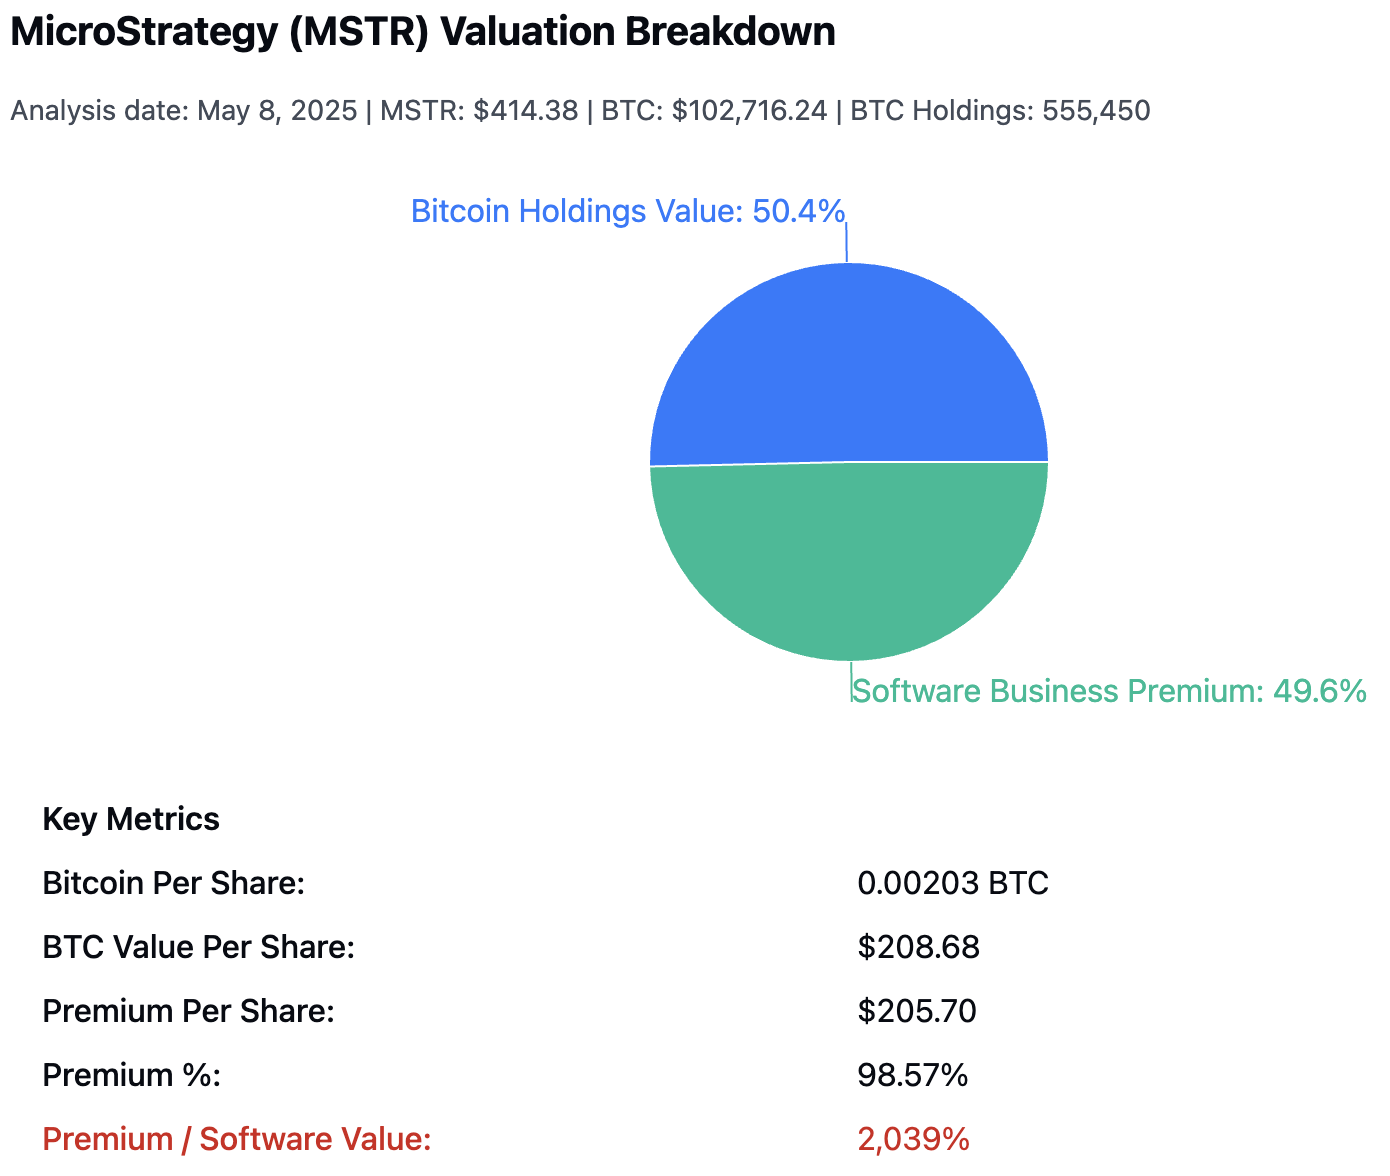 MicroStrategy (MSTR) Valuation Breakdown
Analysis date: May 8, 2025 | MSTR: $414.38 | BTC: $102,716.24 | BTC Holdings: 555,450
Bitcoin Holdings Value: 50.4%
Software Business Premium: 49.6%
Key Metrics
Bitcoin Per Share: 0.00203 BTC
BTC Value Per Share: $208.68
Premium Per Share: $205.70
Premium %: 98.57%
Premium / Software Value: 2,039%